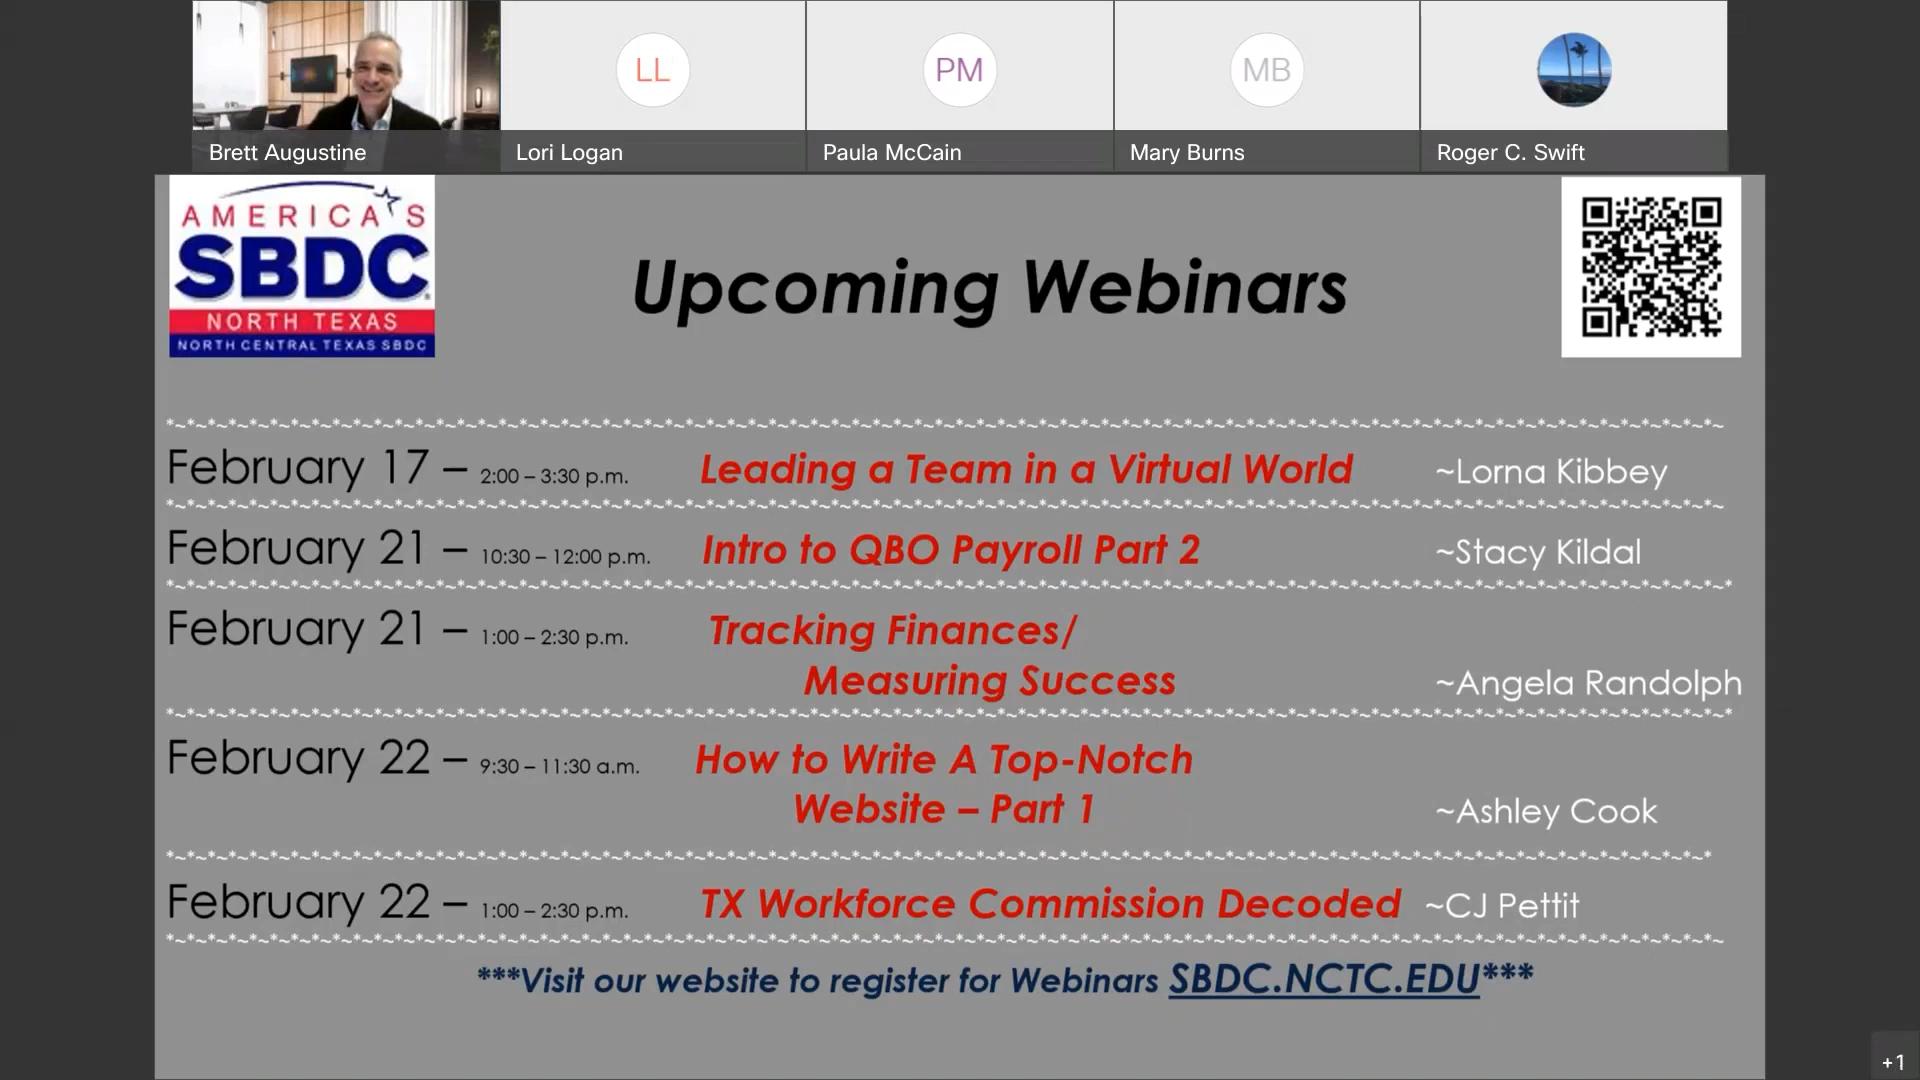 LL
PM
MB
Brett Augustine
Lori Logan
Paula McCain
Mary Burns
Roger C. Swift
AMERICA'S
SBDC
NORTH TEXAS
NORTH CENTRAL TEXAS SBDC
Upcoming Webinars
*~*~*~*~*~*~*~*~*~*~*~*~*~*~*~*~*~*~*~*~*~*~*~*~*~*~*~*~*~*~*~*~*~*~*~*~*~*~*~*~*~*~*~*~*~*~*~*~*~*~*~*~*~*~*~*~
February 17 – 2:00 – 3:30 p.m. Leading a Team in a Virtual World ~Lorna Kibbey
*~*~*~*~*~*~*~*~*~*~*~*~*~*~*~*~*~*~*~*~*~*~*~*~*~*~*~*~*~*~*~*~*~*~*~*~*~*~*~*~*~*~*~*~*~*~*~*~*~*~*~*~*~*~*~*~
February 21 – 10:30 – 12:00 p.m. Intro to QBO Payroll Part 2 ~Stacy Kildal
*~*~*~*~*~*~*~*~*~*~*~*~*~*~*~*~*~*~*~*~*~*~*~*~*~*~*~*~*~*~*~*~*~*~*~*~*~*~*~*~*~*~*~*~*~*~*~*~*~*~*~*~*~*~*~*~*
February 21 – 1:00 – 2:30 p.m. Tracking Finances/
Measuring Success ~Angela Randolph
*~*~*~*~*~*~*~*~*~*~*~*~*~*~*~*~*~*~*~*~*~*~*~*~*~*~*~*~*~*~*~*~*~*~*~*~*~*~*~*~*~*~*~*~*~*~*~*~*~*~*~*~*~*~*~*~*
February 22 – 9:30 – 11:30 a.m. How to Write A Top-Notch
Website – Part 1 ~Ashley Cook
*~*~*~*~*~*~*~*~*~*~*~*~*~*~*~*~*~*~*~*~*~*~*~*~*~*~*~*~*~*~*~*~*~*~*~*~*~*~*~*~*~*~*~*~*~*~*~*~*~*~*~*~*~*~*~*
February 22 – 1:00 – 2:30 p.m. TX Workforce Commission Decoded ~CJ Pettit
*~*~*~*~*~*~*~*~*~*~*~*~*~*~*~*~*~*~*~*~*~*~*~*~*~*~*~*~*~*~*~*~*~*~*~*~*~*~*~*~*~*~*~*~*~*~*~*~*~*~*~*~*~*~*~*~
***Visit our website to register for Webinars SBDC.NCTC.EDU***
+1